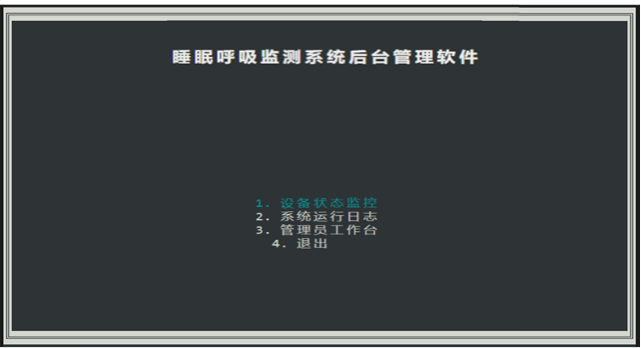 睡眠呼吸监测系统后台管理软件
1. 设备状态监控
2. 系统运行日志
3. 管理员工作台
4. 退出